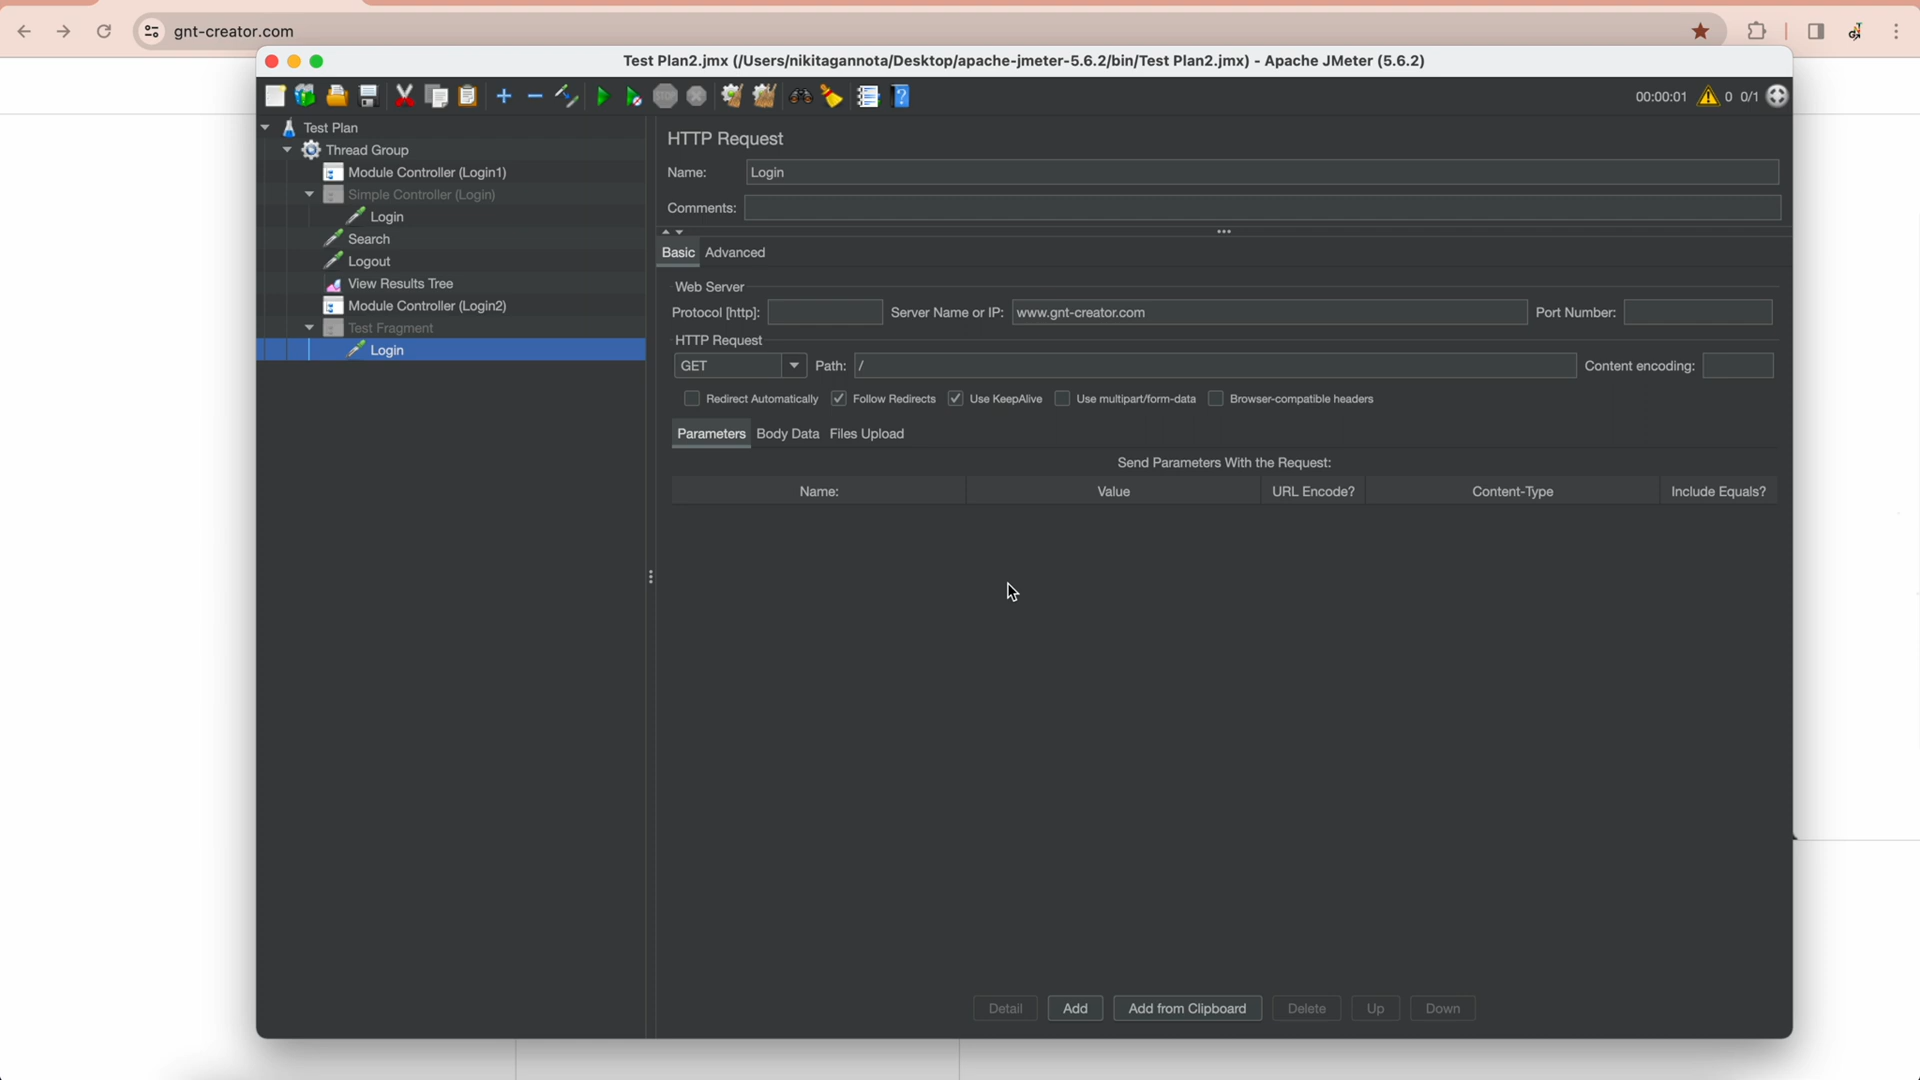 gnt-creator.com
Test Plan2.jmx (/Users/nikitagannota/Desktop/apache-jmeter-5.6.2/bin/Test Plan2.jmx) - Apache JMeter (5.6.2)
STOP
00:00:01 0 0/1
Test Plan
Thread Group
Module Controller (Login1)
Simple Controller (Login)
Login
Search
Logout
View Results Tree
Module Controller (Login2)
Test Fragment
Login
HTTP Request
Name: Login
Comments:
Basic Advanced
Web Server
Protocol [http]: Server Name or IP: www.gnt-creator.com Port Number:
HTTP Request
GET Path: / Content encoding:
Redirect Automatically Follow Redirects Use KeepAlive Use multipart/form-data Browser-compatible headers
Parameters Body Data Files Upload
Send Parameters With the Request:
Name: Value URL Encode? Content-Type Include Equals?
Detail Add Add from Clipboard Delete Up Down